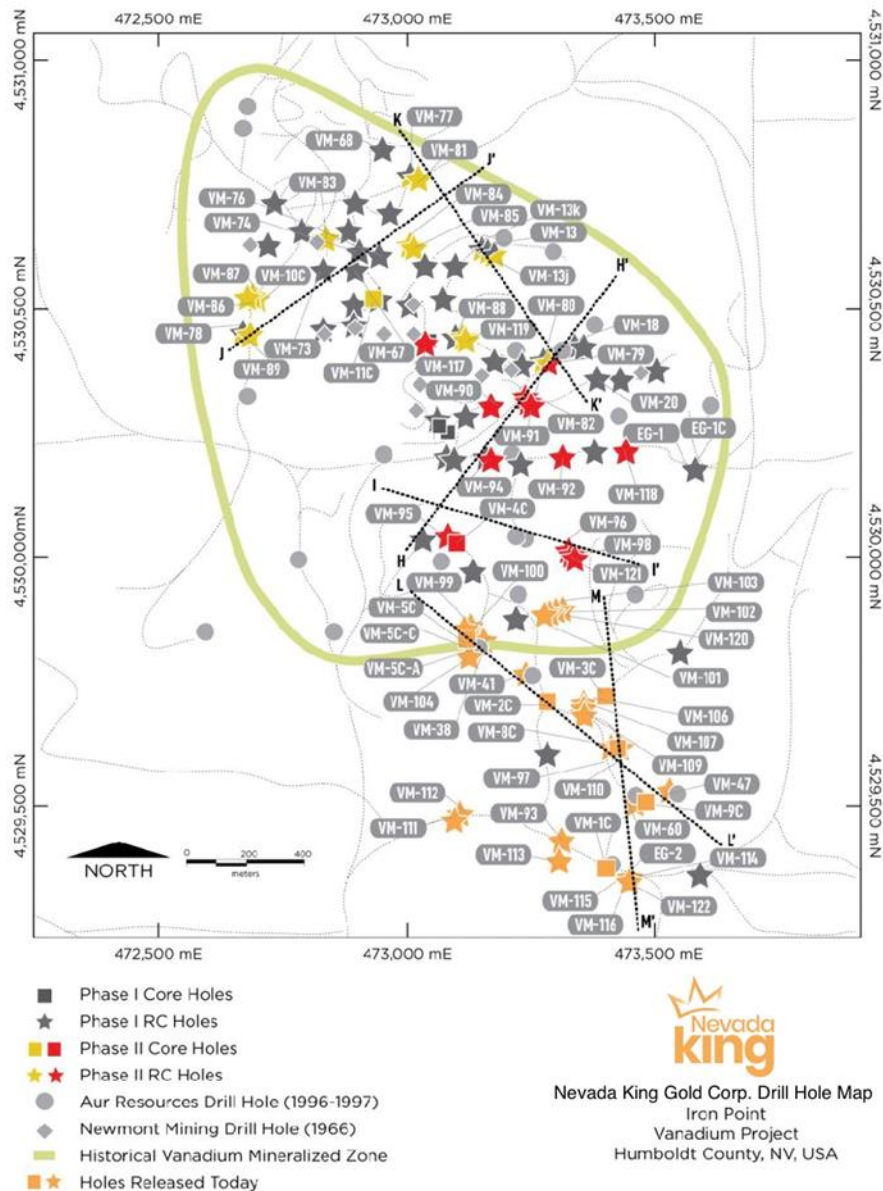 472,500 mE
473,000 mE
473,500 mE
4,531,000 mN
4,531,000 mN
K
VM-77
VM-68
VM-81
J'
VM-83
VM-84
VM-76
VM-85
VM-13k
VM-74
VM-13
H'
VM-87
VM-10C
VM-13j
VM-86
VM-88
VM-80
4,530,500 mN
4,530,500 mN
VM-78
VM-119
VM-18
J
VM-73
VM-67
VM-79
VM-89
VM-11C
VM-117
VM-90
VM-20
K'
VM-82
EG-1C
VM-91
EG-1
I
VM-94
VM-92
VM-118
VM-4C
VM-95
VM-96
VM-98
4,530,000mN
4,530,000 mN
H
VM-100
VM-121
I'
VM-99
VM-103
L
M
VM-5C
VM-102
VM-5C-C
VM-120
VM-5C-A
VM-3C
VM-101
VM-41
VM-104
VM-2C
VM-106
VM-38
VM-8C
VM-107
VM-109
VM-97
VM-112
VM-110
VM-47
VM-93
VM-9C
4,529,500 mN
4,529,500 mN
VM-111
VM-1C
VM-60
L'
VM-113
EG-2
VM-114
NORTH
0 200 400
meters
VM-115
VM-122
VM-116
M'
472,500 mE
473,000 mE
473,500 mE
Phase I Core Holes
Phase I RC Holes
Phase II Core Holes
Phase II RC Holes
Aur Resources Drill Hole (1996-1997)
Newmont Mining Drill Hole (1966)
Historical Vanadium Mineralized Zone
Holes Released Today
Nevada
king
Nevada King Gold Corp. Drill Hole Map
Iron Point
Vanadium Project
Humboldt County, NV, USA